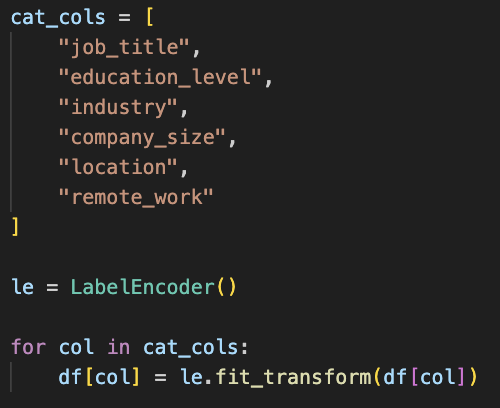 cat_cols = [
    "job_title",
    "education_level",
    "industry",
    "company_size",
    "location",
    "remote_work"
]
le = LabelEncoder()
for col in cat_cols:
    df[col] = le.fit_transform(df[col])